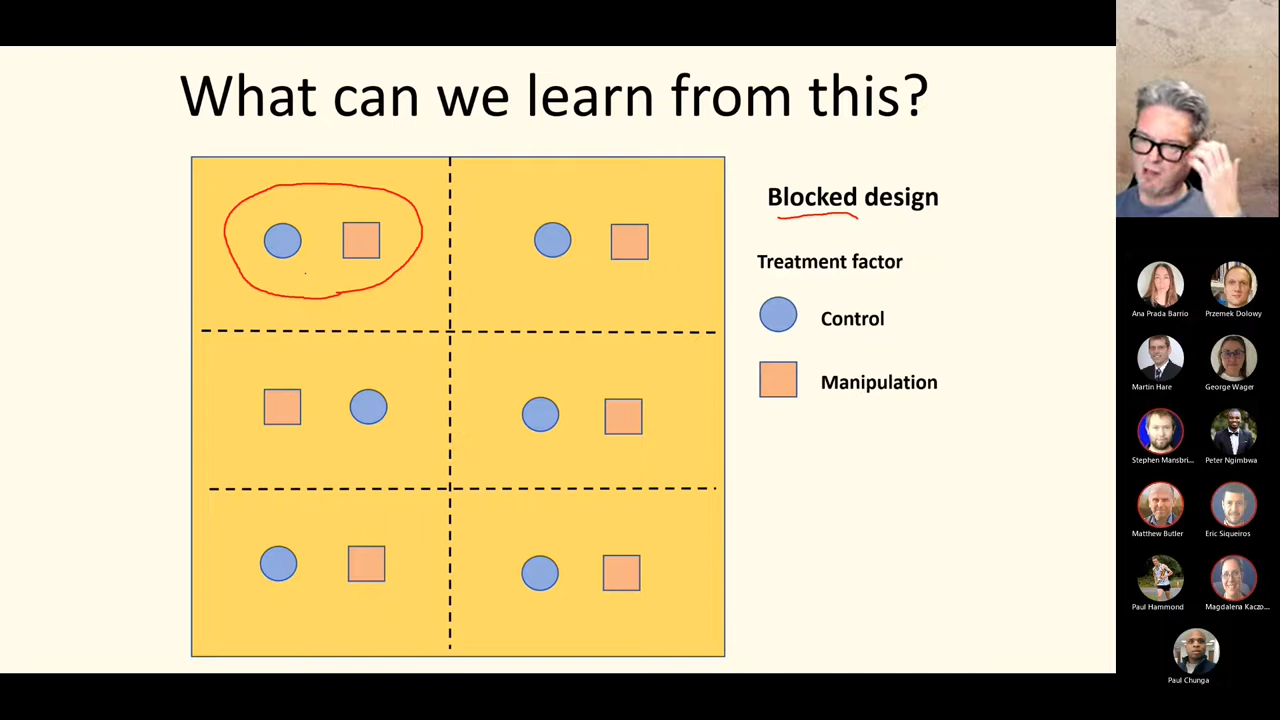 What can we learn from this?
Blocked design
Treatment factor
Control
Manipulation
Ana Prada Barrio
Przemek Dolowy
Martin Hare
George Wager
Stephen Mansbri...
Peter Ngimbwa
Matthew Butler
Eric Siqueiros
Paul Hammond
Magdalena Kaczo...
Paul Chunga